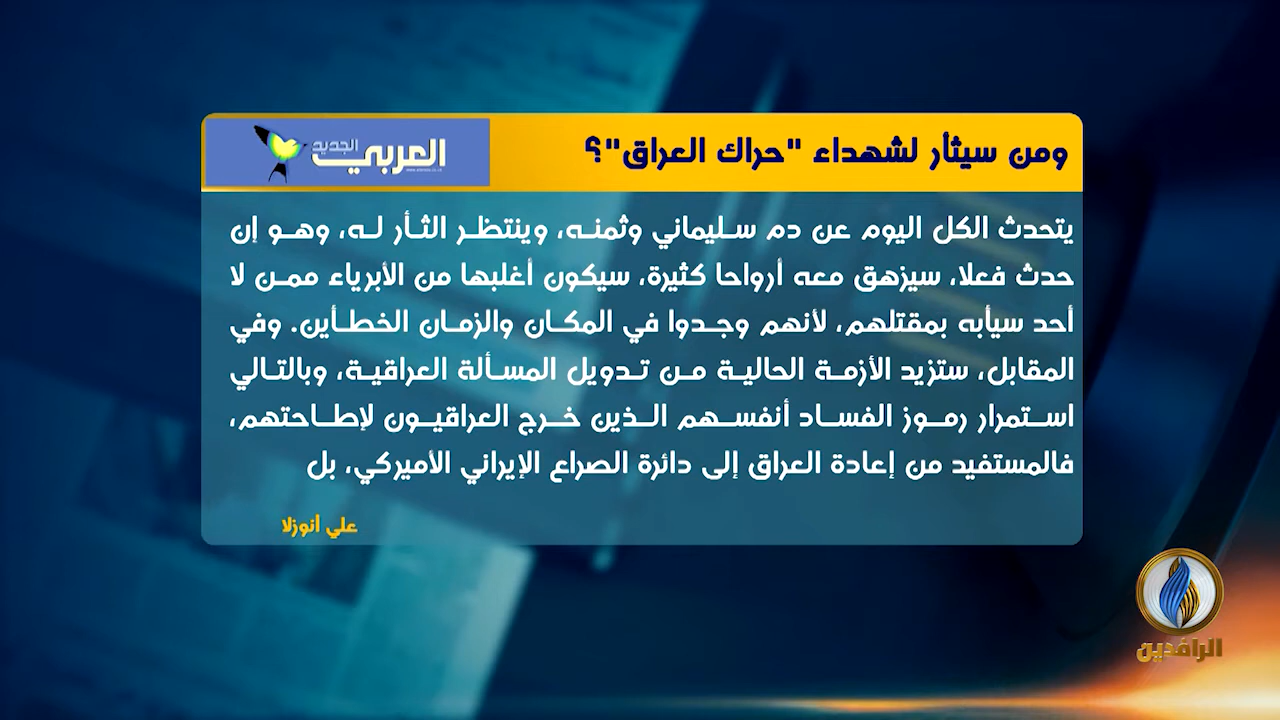 ومن سيثأر لشهداء "حراك العراق"؟
العربي الجديد
يتحدث الكل اليوم عن دم سليماني وثمنه، وينتظر الثأر له، وهو إن
حدث فعلا، سيزهق معه أرواحا كثيرة، سيكون أغلبها من الأبرياء ممن لا
أحد سيأبه بمقتلهم، لأنهم وجدوا في المكان والزمان الخطأين. وفي
المقابل، ستزيد الأزمة الحالية من تدويل المسألة العراقية، وبالتالي
استمرار رموز الفساد أنفسهم الذين خرج العراقيون لإطاحتهم،
فالمستفيد من إعادة العراق إلى دائرة الصراع الإيراني الأميركي، بل
علي أنوزلا
الرافدين